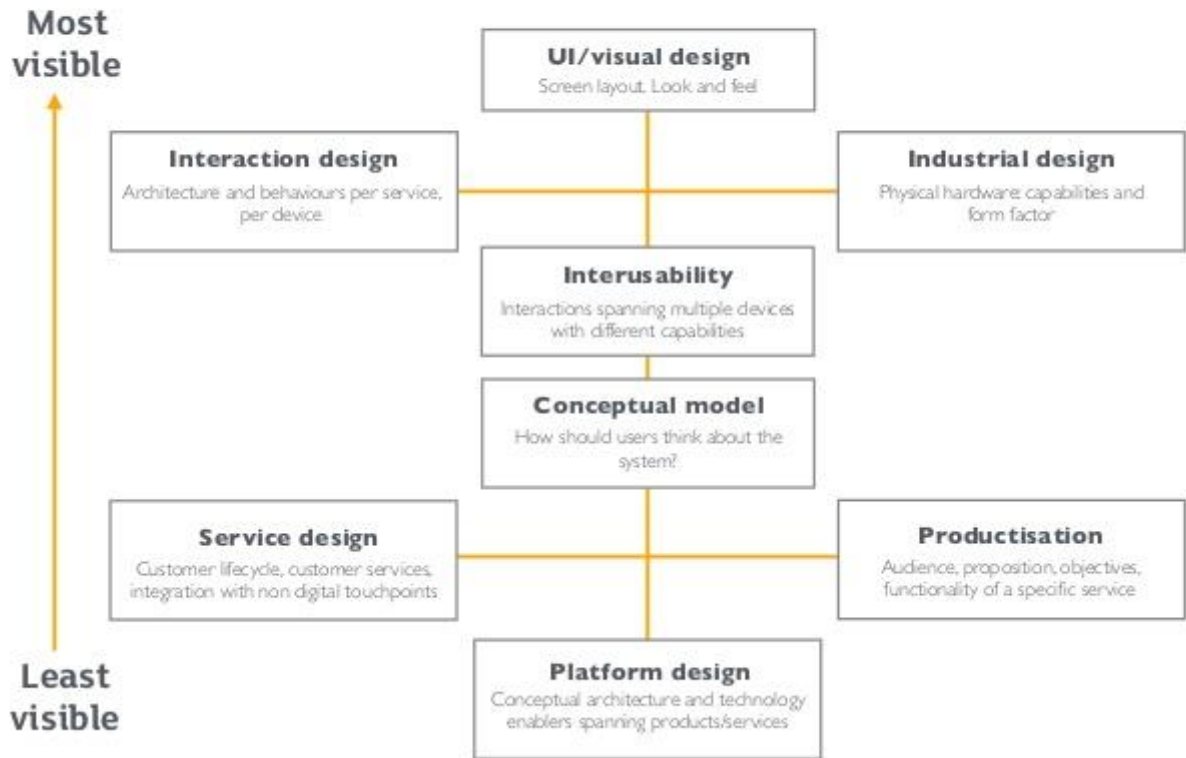 Most
visible
UI/visual design
Screen layout, Look and feel
Interaction design
Architecture and behaviours per service,
per device
Industrial design
Physical hardware capabilities and
form factor
Interusability
Interactions spanning multiple devices
with different capabilities
Conceptual model
How should users think about the
system?
Service design
Customer lifecycle, customer services,
integration with non digital touchpoints
Productisation
Audience, proposition, objectives,
functionality of a specific service
Platform design
Conceptual architecture and technology
enablers spanning products/services
Least
visible